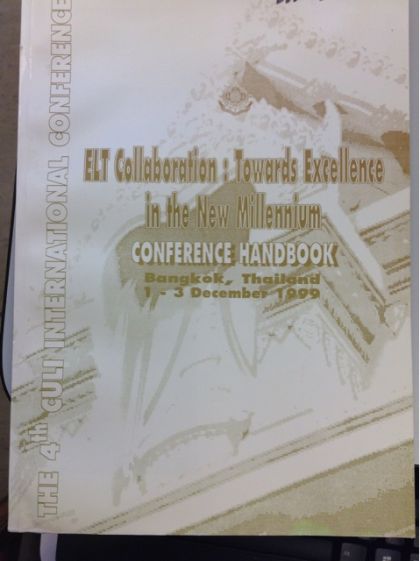 THE 4th CULI INTERNATIONAL CONFERENCE
ELT Collaboration : Towards Excellence
in the New Millennium
CONFERENCE HANDBOOK
Bangkok, Thailand
1 - 3 December 1999